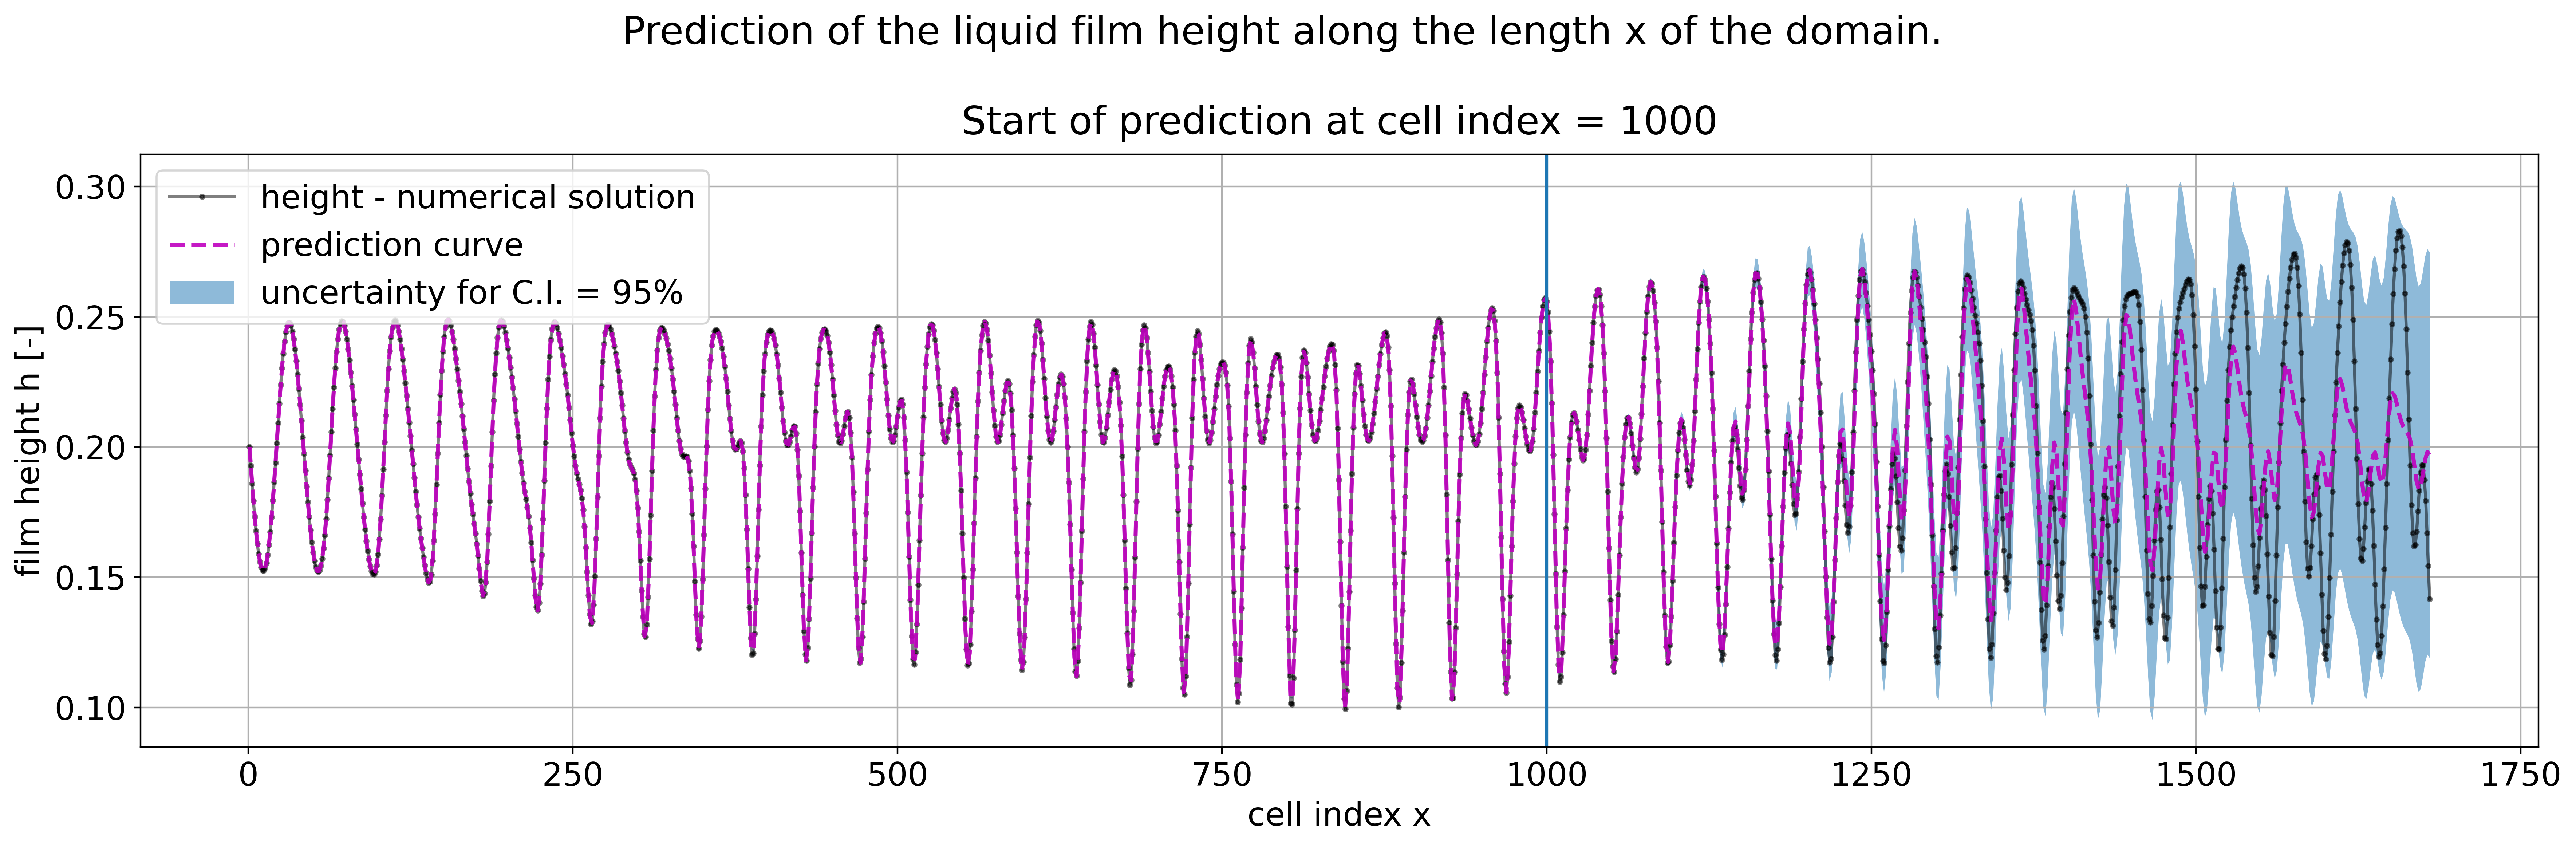 Prediction of the liquid film height along the length x of the domain.
Start of prediction at cell index = 1000
height - numerical solution
prediction curve
uncertainty for C.I. = 95%
film height h [-]
0.30
0.25
0.20
0.15
0.10
0
250
500
750
1000
1250
1500
1750
cell index x